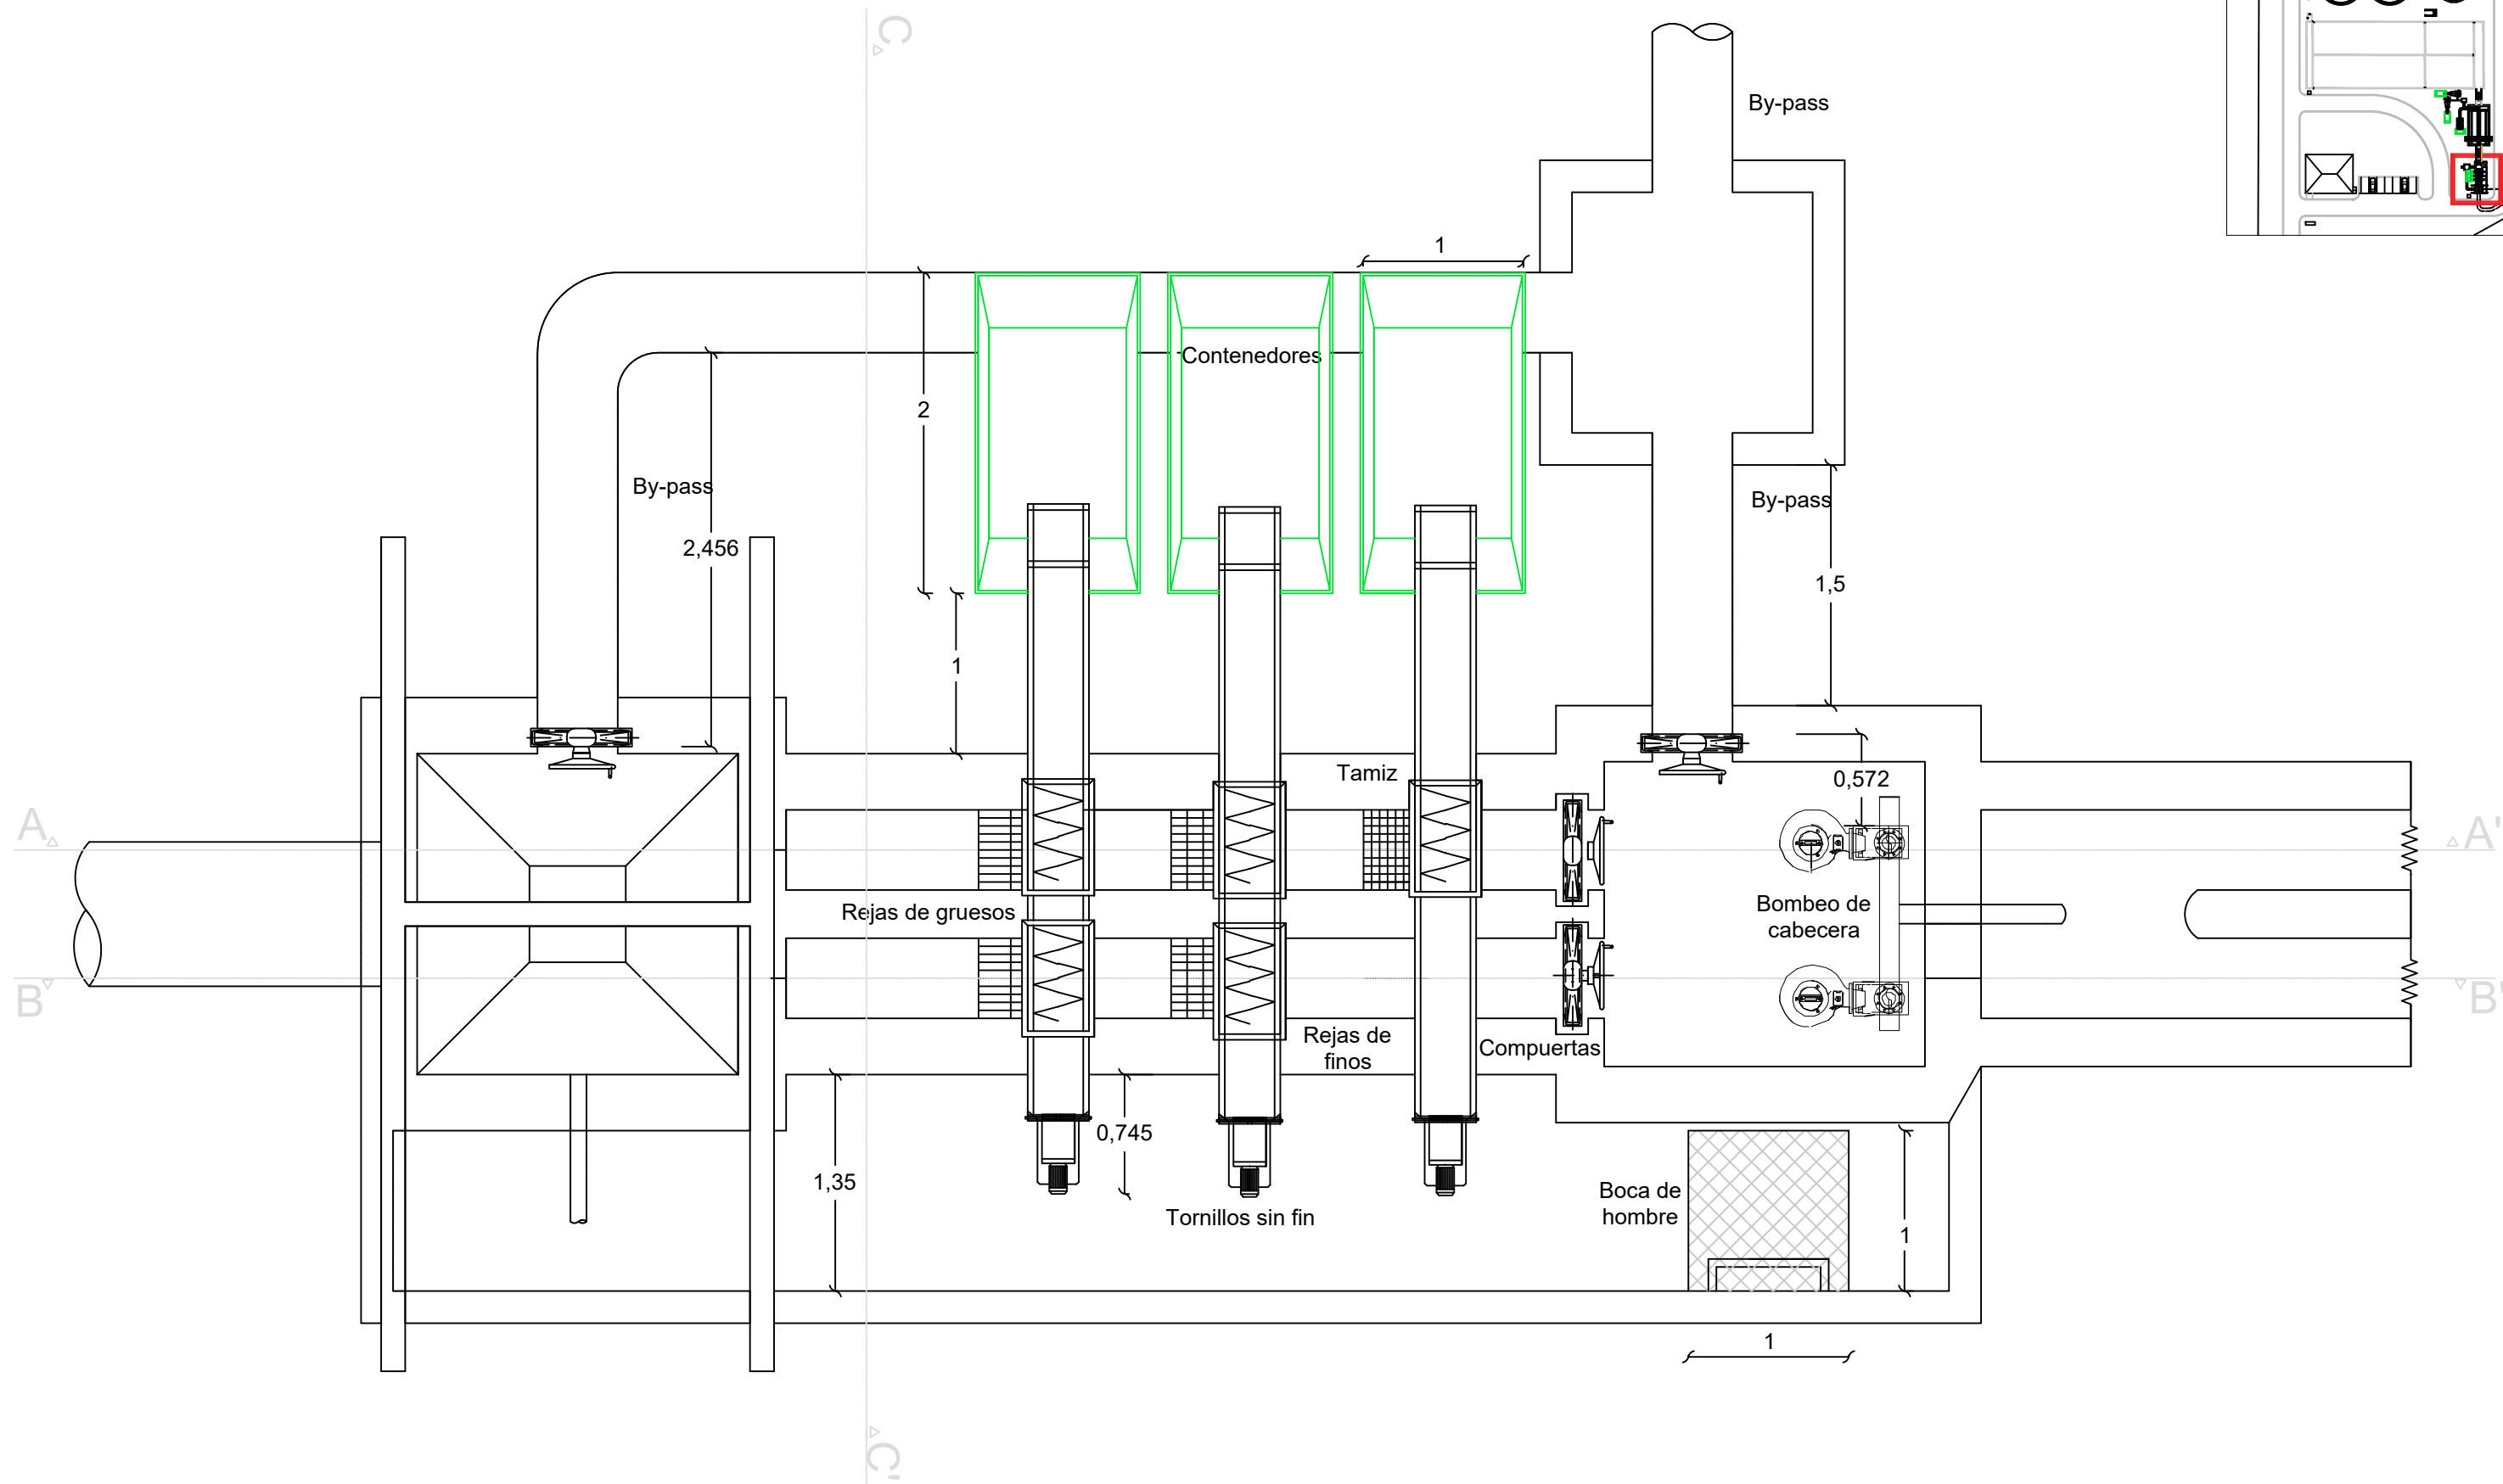 C
By-pass
1
Contenedores
2
By-pass
By-pass
2,456
1,5
1
Tamiz
0,572
A
A'
Rejas de gruesos
Bombeo de
cabecera
B
B'
Rejas de
finos
Compuertas
0,745
1,35
Boca de
hombre
Tornillos sin fin
1
1
C'